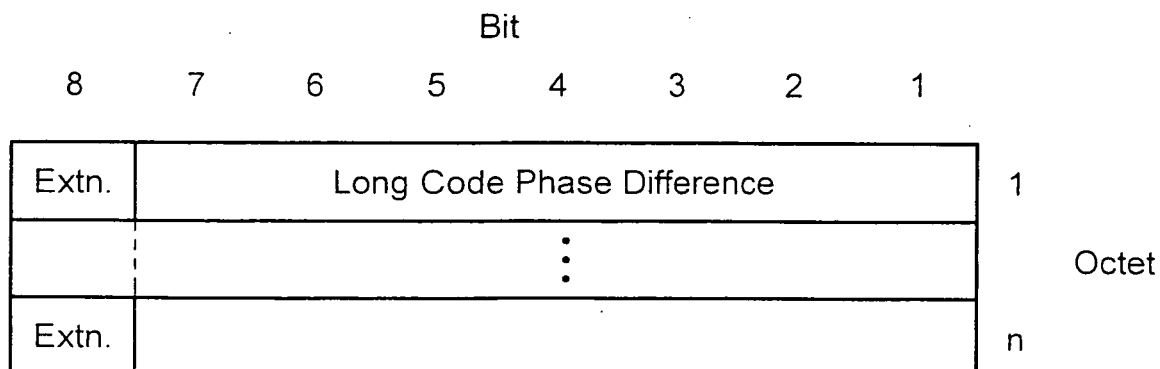 Bit
8 7 6 5 4 3 2 1
Extn. Long Code Phase Difference 1
Octet
Extn. n